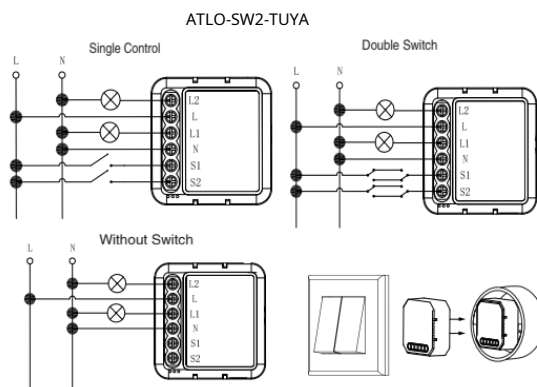 ATLO-SW2-TUYA
Single Control
L N
L2
L
L1
N
S1
S2
Double Switch
L N
L2
L
L1
N
S1
S2
Without Switch
L N
L2
L
L1
N
S1
S2